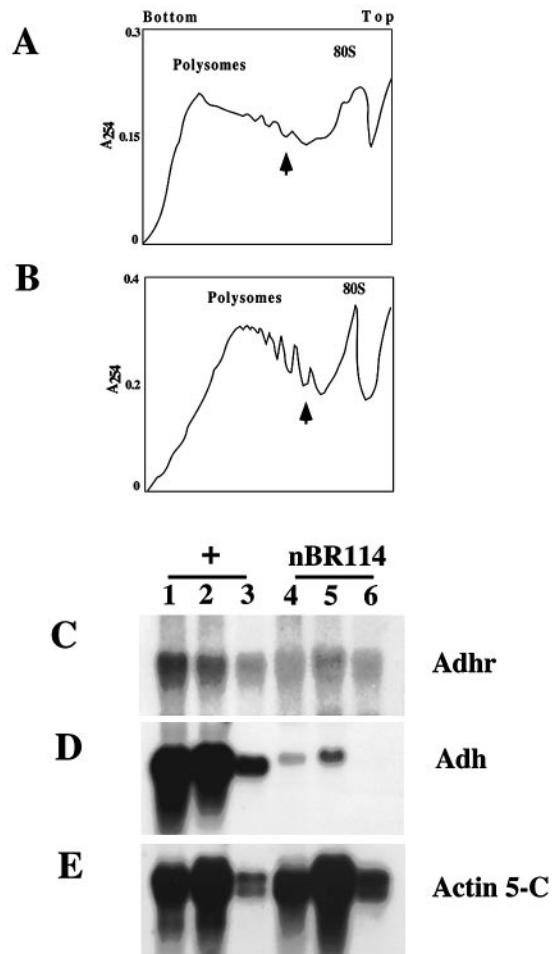 Bottom Top
A
0.3
Polysomes 80S
A254
0.15
0
B
0.4
Polysomes 80S
A254
0.2
0
+ nBR114
1 2 3 4 5 6
C Adhr
D Adh
E Actin 5-C